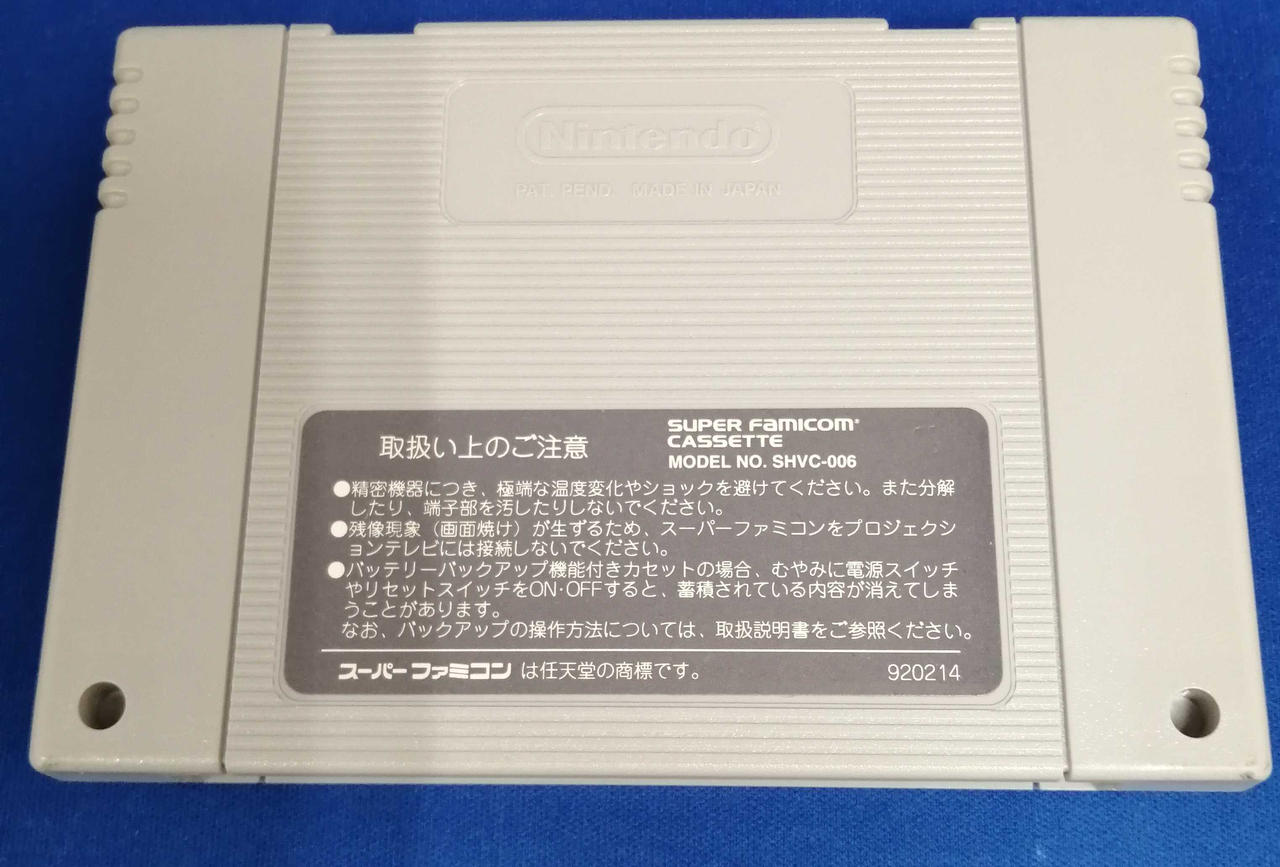 Nintendo®
PAT. PEND. MADE IN JAPAN
取扱い上のご注意
SUPER FAMICOM®
CASSETTE
MODEL NO. SHVC-006
●精密機器につき、極端な温度変化やショックを避けてください。また分解
したり、端子部を汚したりしないでください。
●残像現象（画面焼け）が生ずるため、スーパーファミコンをプロジェクシ
ョンテレビには接続しないでください。
●バッテリーバックアップ機能付きカセットの場合、むやみに電源スイッチ
やリセットスイッチをON·OFFすると、蓄積されている内容が消えてしま
うことがあります。
なお、バックアップの操作方法については、取扱説明書をご参照ください。
スーパーファミコン は任天堂の商標です。
920214